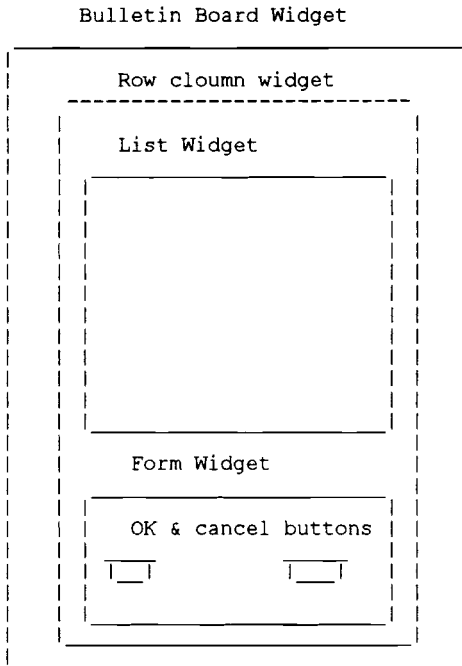 Bulletin Board Widget
Row cloumn widget
List Widget
Form Widget
OK & cancel buttons